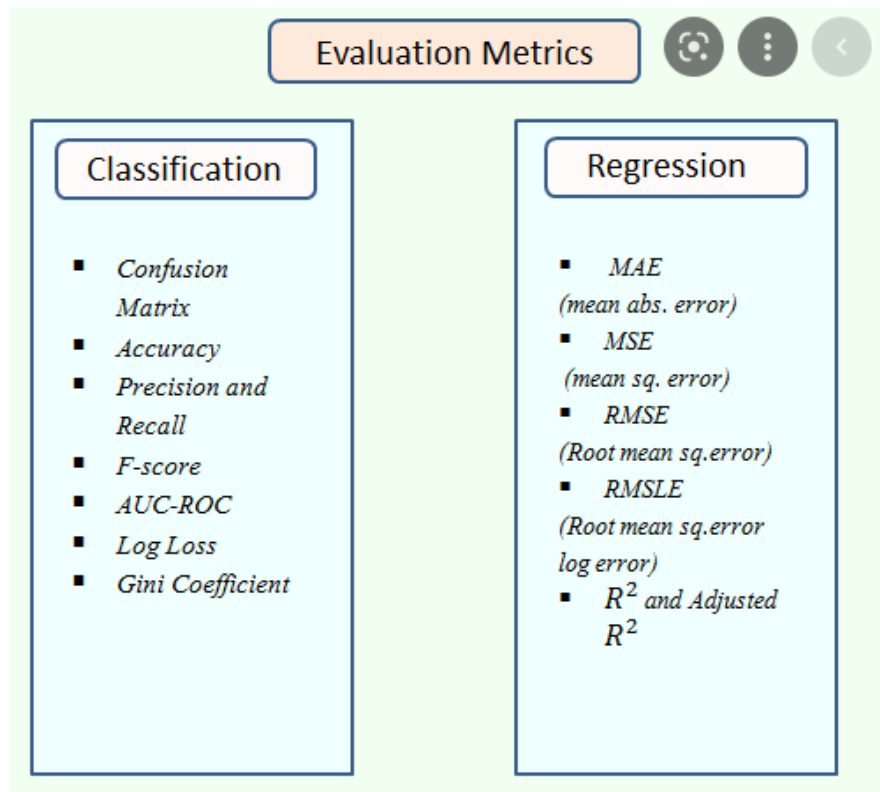 Evaluation Metrics
Classification
▪ Confusion
Matrix
▪ Accuracy
▪ Precision and
Recall
▪ F-score
▪ AUC-ROC
▪ Log Loss
▪ Gini Coefficient
Regression
▪ MAE
(mean abs. error)
▪ MSE
(mean sq. error)
▪ RMSE
(Root mean sq.error)
▪ RMSLE
(Root mean sq.error
log error)
▪ R² and Adjusted
R²